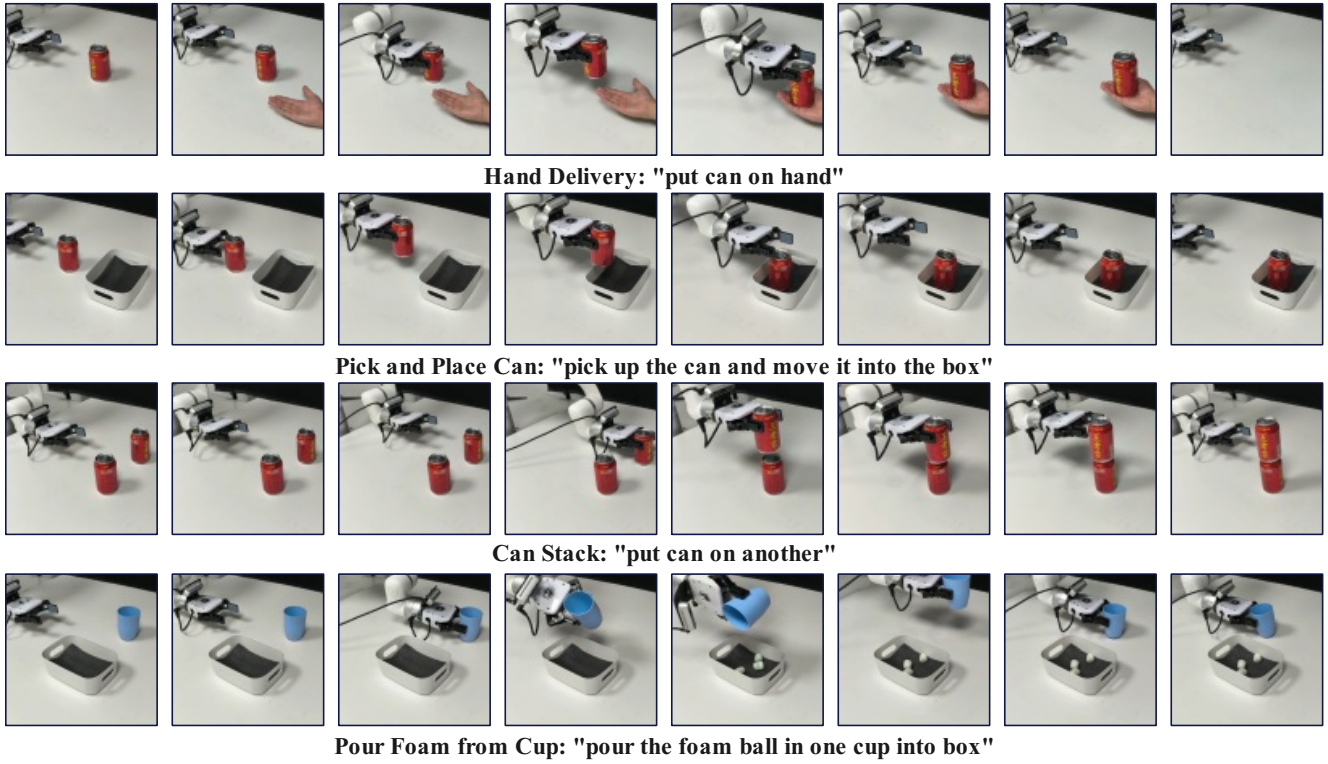 Hand Delivery: "put can on hand"
Pick and Place Can: "pick up the can and move it into the box"
Can Stack: "put can on another"
Pour Foam from Cup: "pour the foam ball in one cup into box"